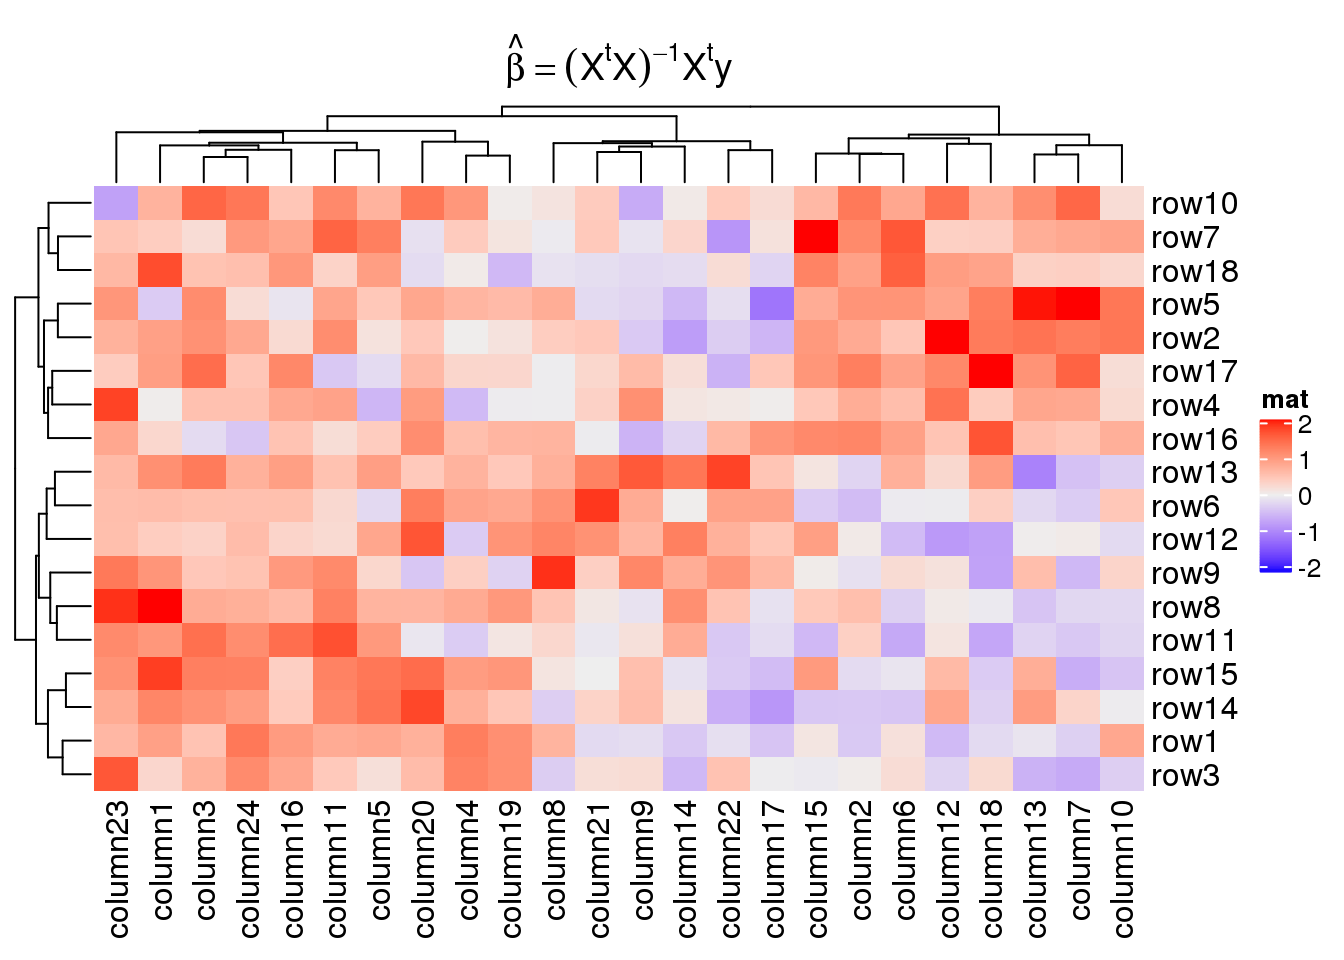 β̂ = (XᵗX)⁻¹Xᵗy
row10
row7
row18
row5
row2
row17
row4
row16
row13
row6
row12
row9
row8
row11
row15
row14
row1
row3
mat
2
1
0
-1
-2
column23
column1
column3
column24
column16
column11
column5
column20
column4
column19
column8
column21
column9
column14
column22
column17
column15
column2
column6
column12
column18
column13
column7
column10